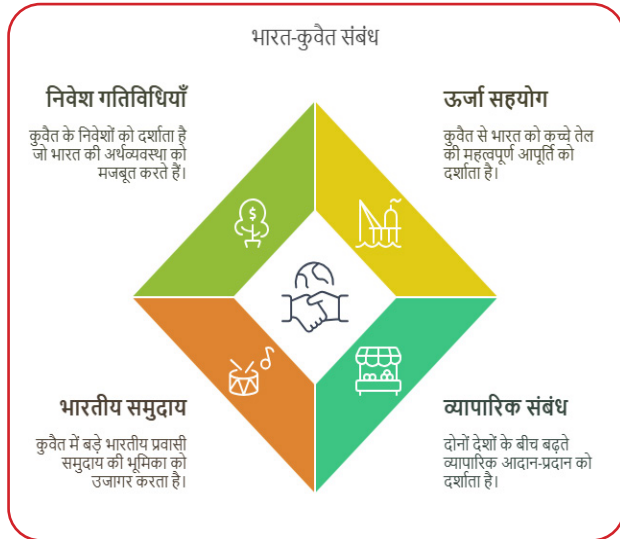 भारत-कुवैत संबंध
निवेश गतिविधियाँ
कुवैत के निवेशों को दर्शाता है
जो भारत की अर्थव्यवस्था को
मजबूत करते हैं।
ऊर्जा सहयोग
कुवैत से भारत को कच्चे तेल
की महत्वपूर्ण आपूर्ति को
दर्शाता है।
$
भारतीय समुदाय
कुवैत में बड़े भारतीय प्रवासी
समुदाय की भूमिका को
उजागर करता है।
व्यापारिक संबंध
दोनों देशों के बीच बढ़ते
व्यापारिक आदान-प्रदान को
दर्शाता है।